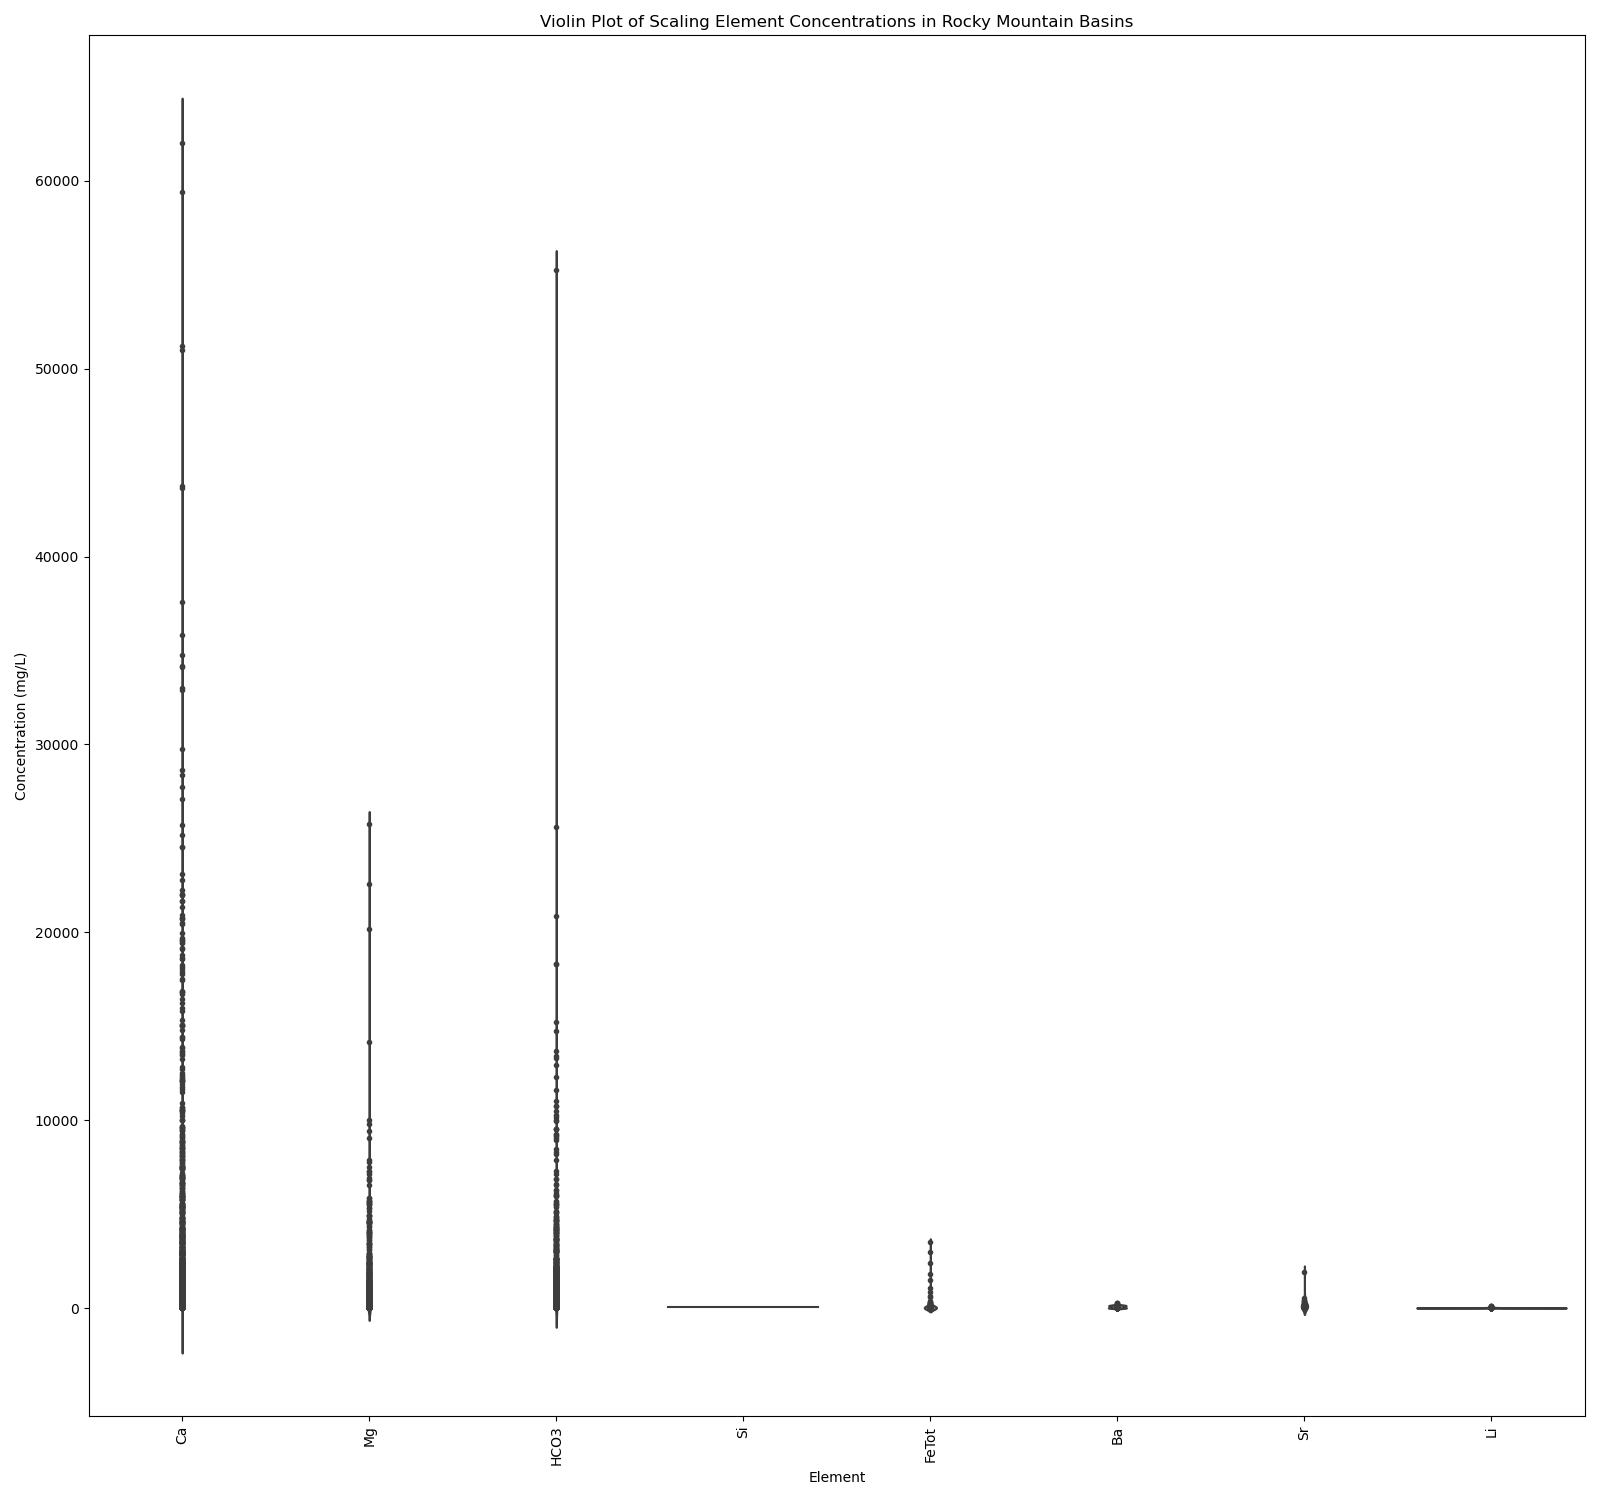 Violin Plot of Scaling Element Concentrations in Rocky Mountain Basins
Concentration (mg/L)
60000
50000
40000
30000
20000
10000
0
Ca
Mg
HCO3
Si
FeTot
Ba
Sr
Li
Element